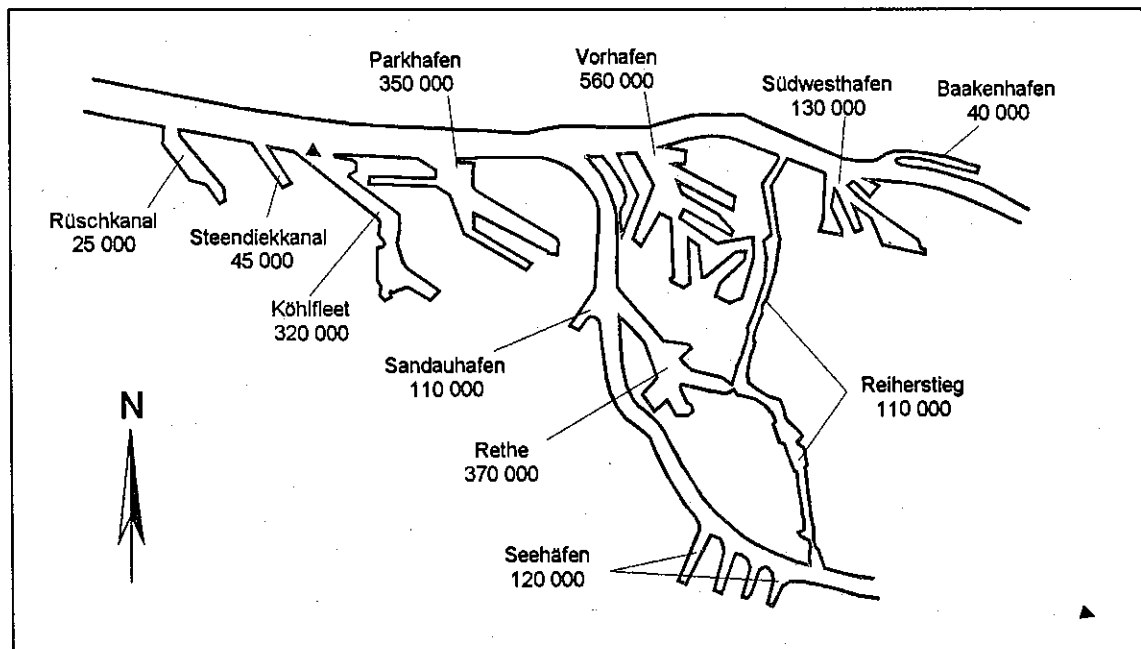 Parkhafen
350 000
Vorhafen
560 000
Südwesthafen
130 000
Baakenhafen
40 000
Rüschkanal
25 000
Steendiekkanal
45 000
Köhlfleet
320 000
Sandauhafen
110 000
Reiherstieg
110 000
N
Rethe
370 000
Seehäfen
120 000